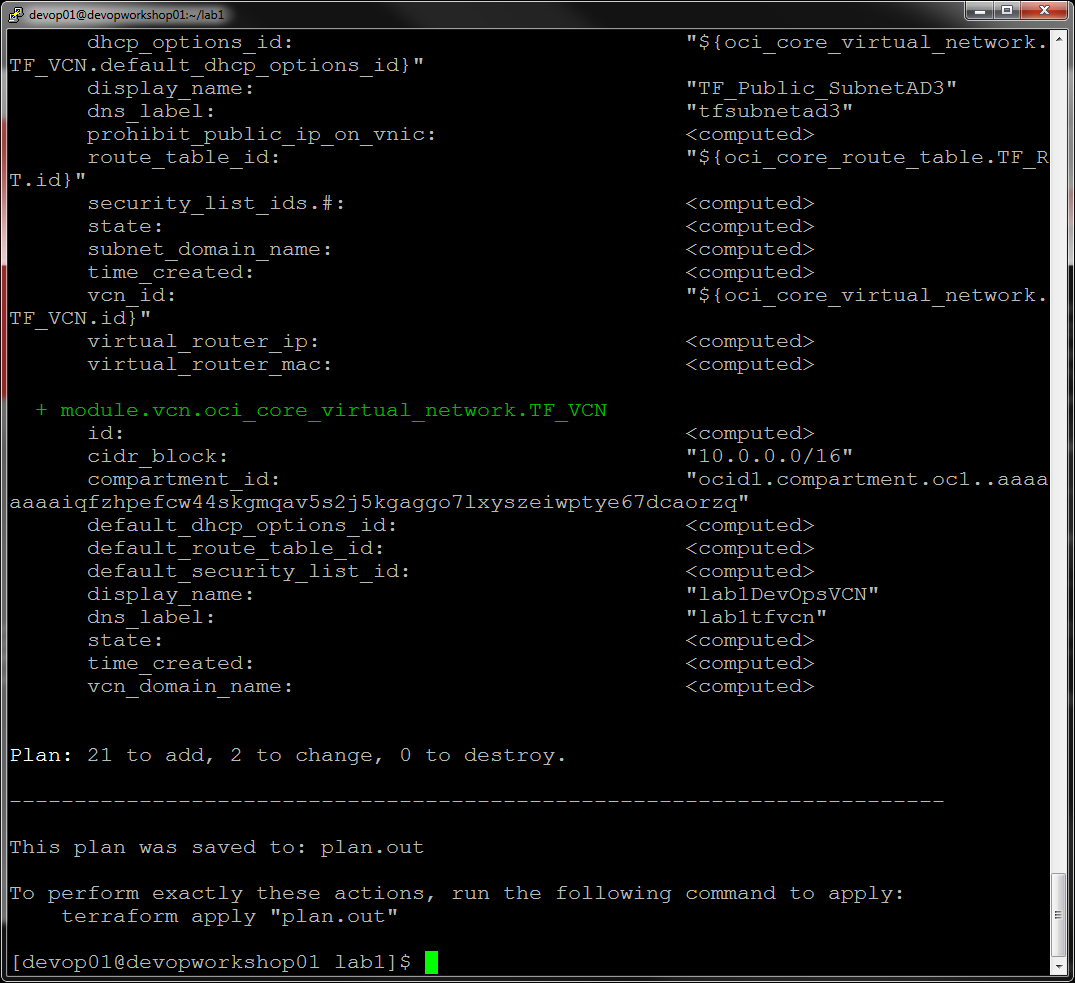 devop01@devopworkshop01:~/lab1
dhcp_options_id: "${oci_core_virtual_network.
TF_VCN.default_dhcp_options_id}"
display_name: "TF_Public_SubnetAD3"
dns_label: "tfsubnetad3"
prohibit_public_ip_on_vnic: <computed>
route_table_id: "${oci_core_route_table.TF_R
T.id}"
security_list_ids.#: <computed>
state: <computed>
subnet_domain_name: <computed>
time_created: <computed>
vcn_id: "${oci_core_virtual_network.
TF_VCN.id}"
virtual_router_ip: <computed>
virtual_router_mac: <computed>
+ module.vcn.oci_core_virtual_network.TF_VCN
id: <computed>
cidr_block: "10.0.0.0/16"
compartment_id: "ocid1.compartment.oc1..aaaa
aaaaiqfzhpefcw44skgmqav5s2j5kgaggo7lxyszeiwptye67dcaorzq"
default_dhcp_options_id: <computed>
default_route_table_id: <computed>
default_security_list_id: <computed>
display_name: "lab1DevOpsVCN"
dns_label: "lab1tfvcn"
state: <computed>
time_created: <computed>
vcn_domain_name: <computed>
Plan: 21 to add, 2 to change, 0 to destroy.
------------------------------------------------------------------------
This plan was saved to: plan.out
To perform exactly these actions, run the following command to apply:
terraform apply "plan.out"
[devop01@devopworkshop01 lab1]$